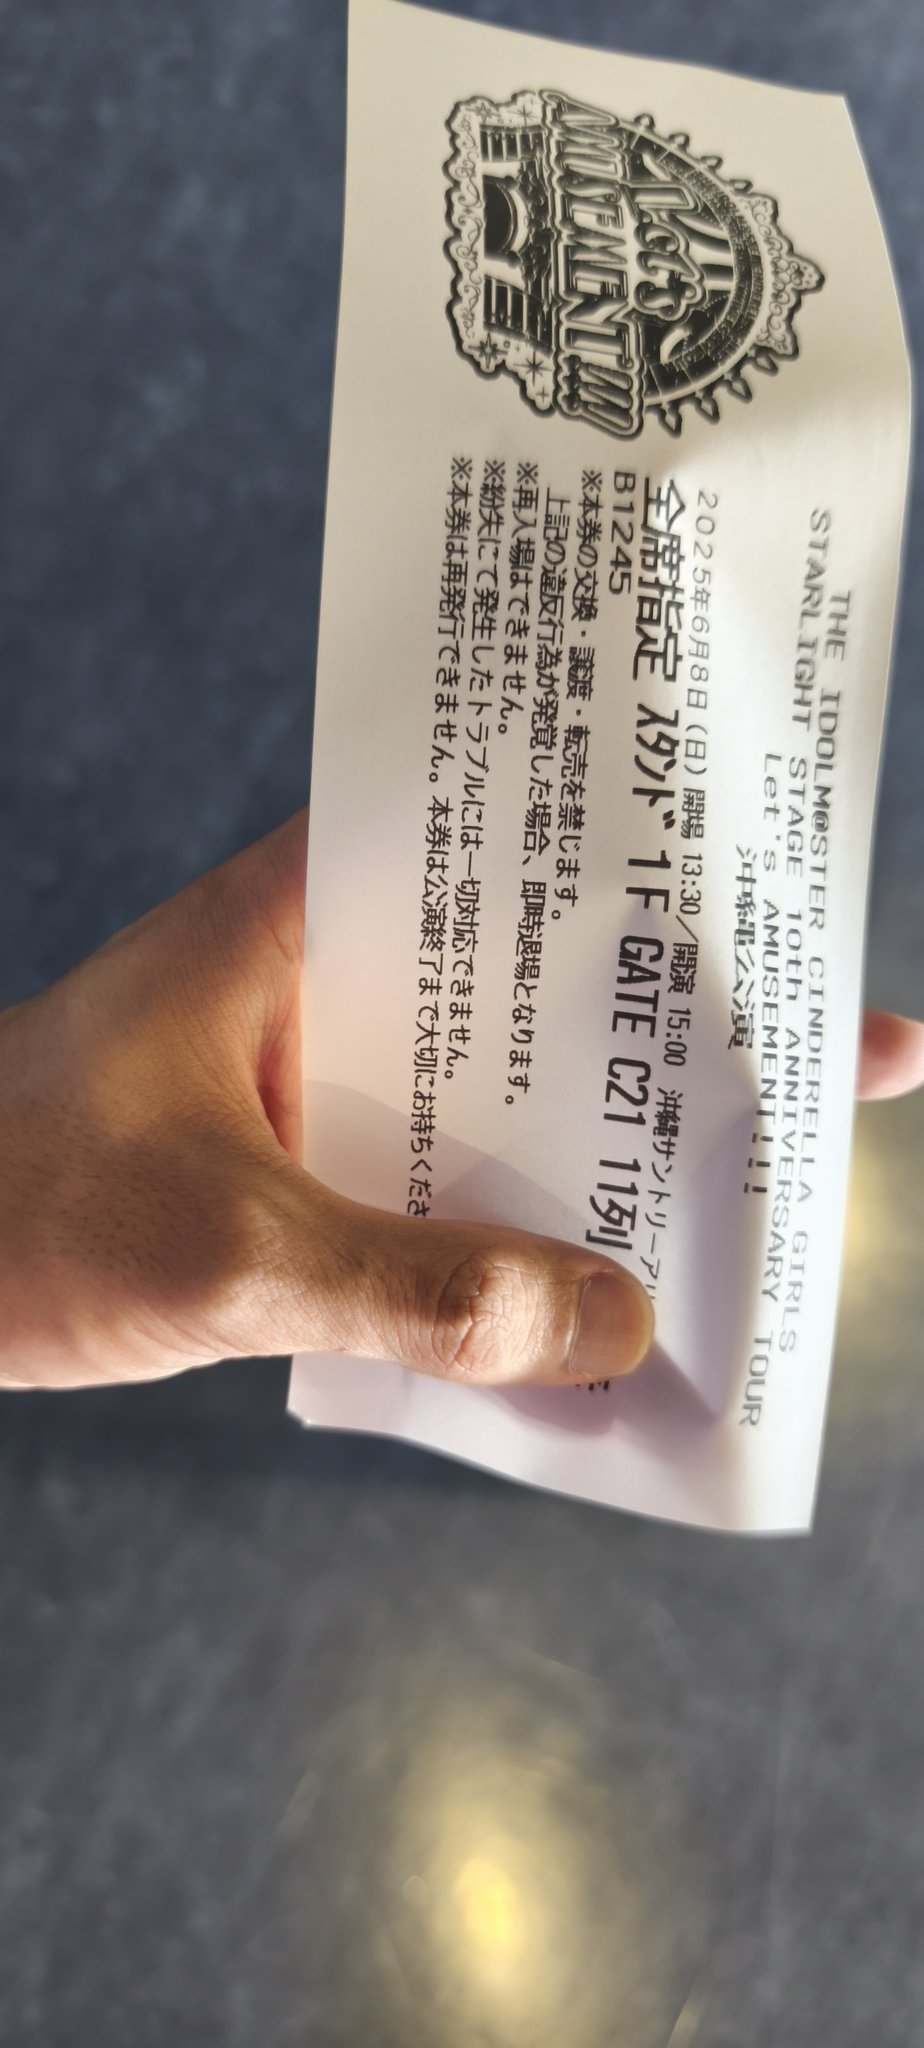 THE IDOLM@STER CINDERELLA GIRLS
STARLIGHT STAGE 10th ANNIVERSARY TOUR
Let's AMUSEMENT!!!
沖縄公演
Let's
AMUSEMENT!!!
2025年6月8日(日) 開場 13:30/開演 15:00 沖縄サントリーア
全席指定 スタンド 1F GATE C21 11列
B1245
※本券の交換・譲渡・転売を禁じます。
上記の違反行為が発覚した場合、即時退場となります。
※再入場はできません。
※紛失にて発生したトラブルには一切対応できません。
※本券は再発行できません。本券は公演終了まで大切にお持ちくださ